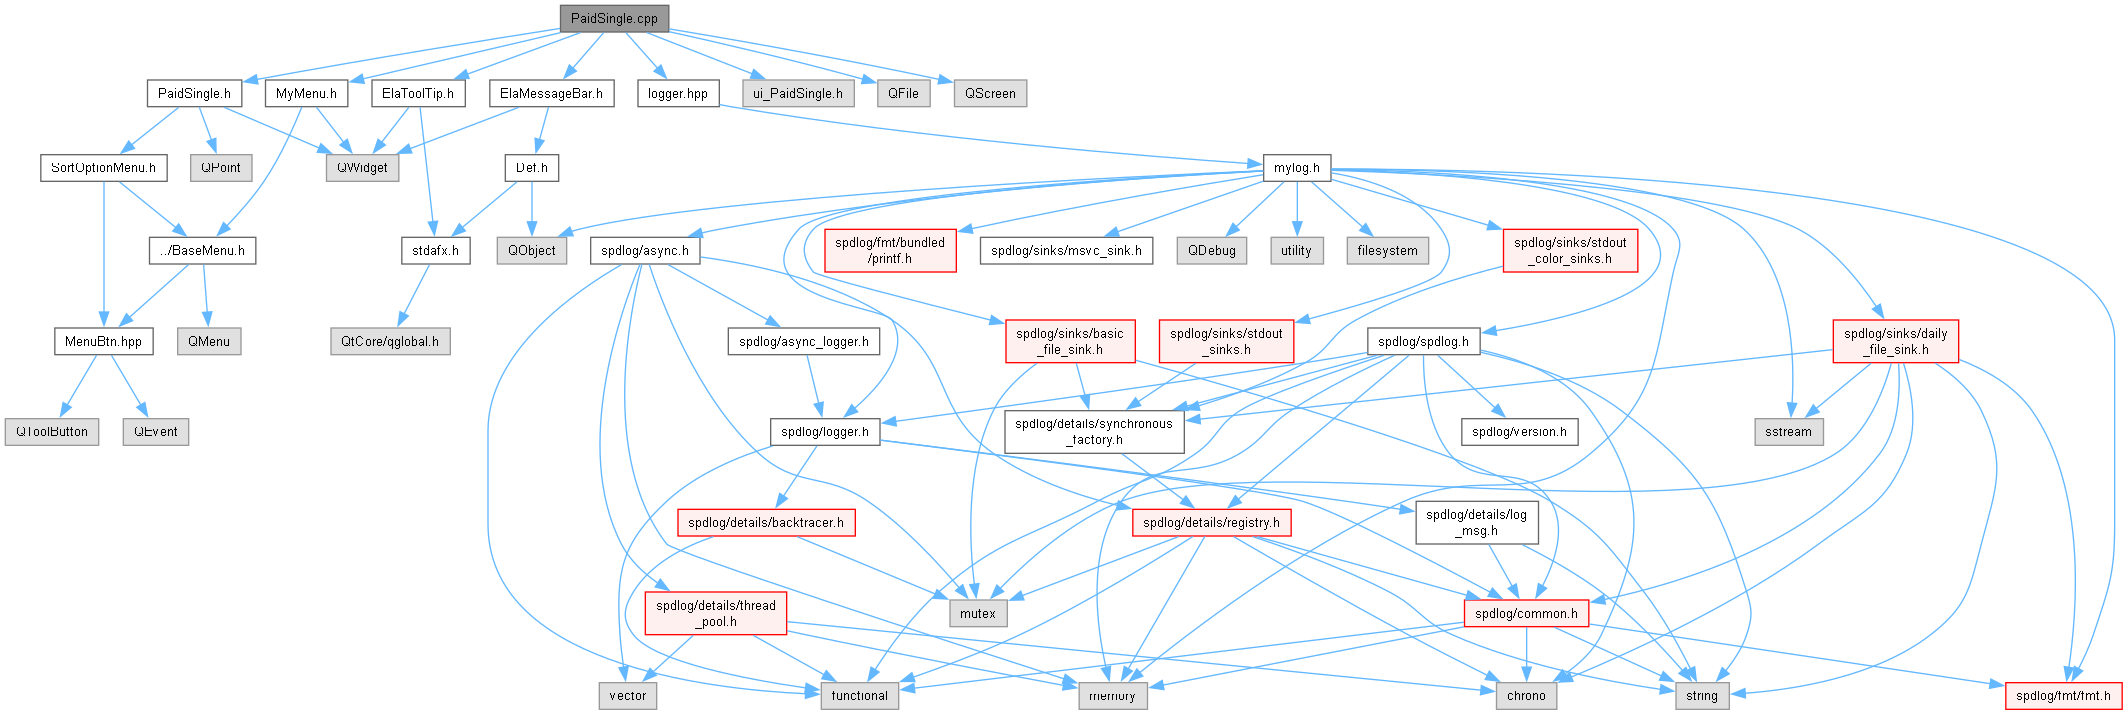 PaidSingle.cpp
PaidSingle.h
MyMenu.h
ElaToolTip.h
ElaMessageBar.h
logger.hpp
ui_PaidSingle.h
QFile
QScreen
SortOptionMenu.h
QPoint
QWidget
Def.h
mylog.h
../BaseMenu.h
stdafx.h
QObject
spdlog/async.h
spdlog/fmt/bundled
/printf.h
spdlog/sinks/msvc_sink.h
QDebug
utility
filesystem
spdlog/sinks/stdout
_color_sinks.h
MenuBtn.hpp
QMenu
QtCore/qglobal.h
spdlog/async_logger.h
spdlog/sinks/basic
_file_sink.h
spdlog/sinks/stdout
_sinks.h
spdlog/spdlog.h
spdlog/sinks/daily
_file_sink.h
QToolButton
QEvent
spdlog/logger.h
spdlog/details/synchronous
_factory.h
spdlog/version.h
sstream
spdlog/details/backtracer.h
spdlog/details/registry.h
spdlog/details/log
_msg.h
spdlog/details/thread
_pool.h
mutex
spdlog/common.h
vector
functional
memory
chrono
string
spdlog/fmt/fmt.h